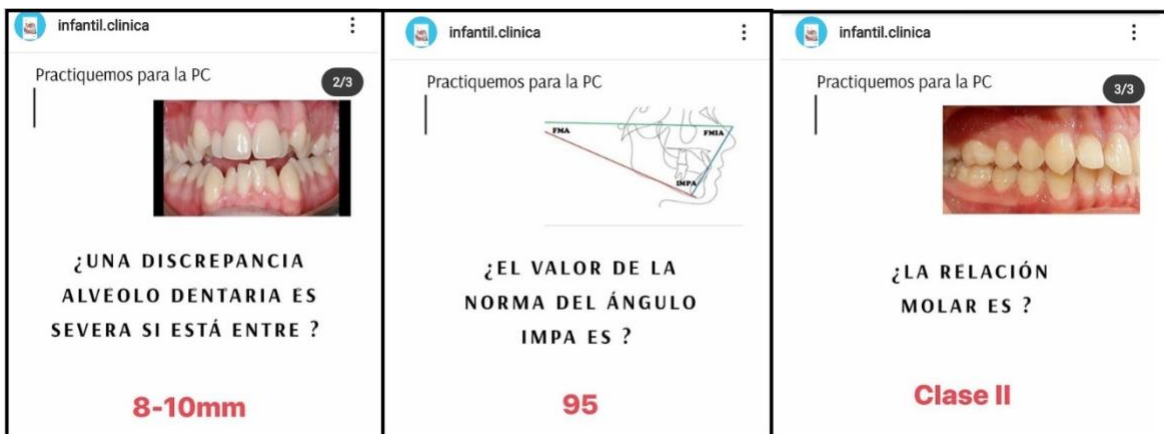 infantil.clinica
Practiquemos para la PC
2/3
¿UNA DISCREPANCIA
ALVEOLO DENTARIA ES
SEVERA SI ESTÁ ENTRE ?
8-10mm
infantil.clinica
Practiquemos para la PC
FMA
FMIA
IMPA
¿EL VALOR DE LA
NORMA DEL ÁNGULO
IMPA ES ?
95
infantil.clinica
Practiquemos para la PC
3/3
¿LA RELACIÓN
MOLAR ES ?
Clase II